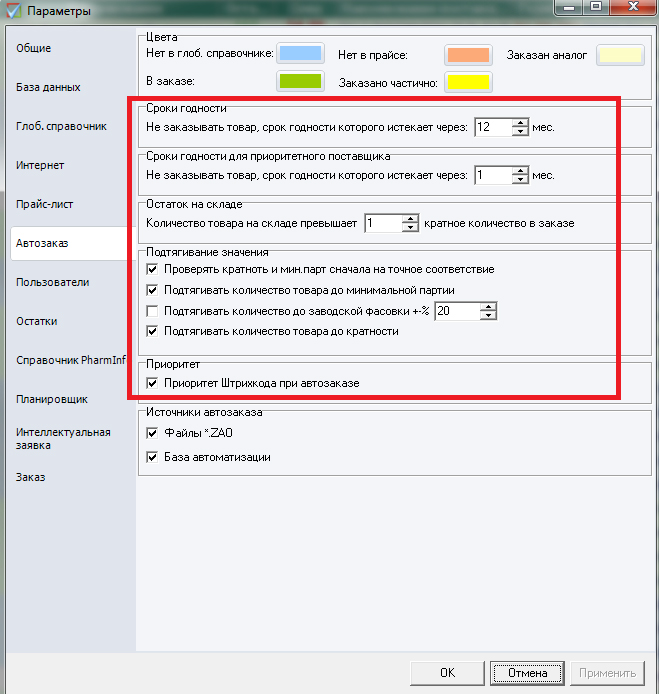 Параметры
Общие
База данных
Глоб. справочник
Интернет
Прайс-лист
Автозаказ
Пользователи
Остатки
Справочник PharmInf
Планировщик
Интеллектуальная
заявка
Заказ
Цвета
Нет в глоб. справочнике:
Нет в прайсе:
Заказан аналог
В заказе:
Заказано частично:
Сроки годности
Не заказывать товар, срок годности которого истекает через: 12 мес.
Сроки годности для приоритетного поставщика
Не заказывать товар, срок годности которого истекает через: 1 мес.
Остаток на складе
Количество товара на складе превышает 1 кратное количество в заказе
Подтягивание значения
Проверять кратноть и мин.парт сначала на точное соответствие
Подтягивать количество товара до минимальной партии
Подтягивать количество до заводской фасовки +-% 20
Подтягивать количество товара до кратности
Приоритет
Приоритет Штрихкода при автозаказе
Источники автозаказа
Файлы *.ZAO
База автоматизации
OK
Отмена
Применить